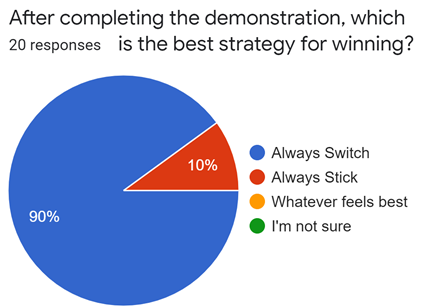 After completing the demonstration, which
is the best strategy for winning?
20 responses
Always Switch
Always Stick
Whatever feels best
I'm not sure
10%
90%